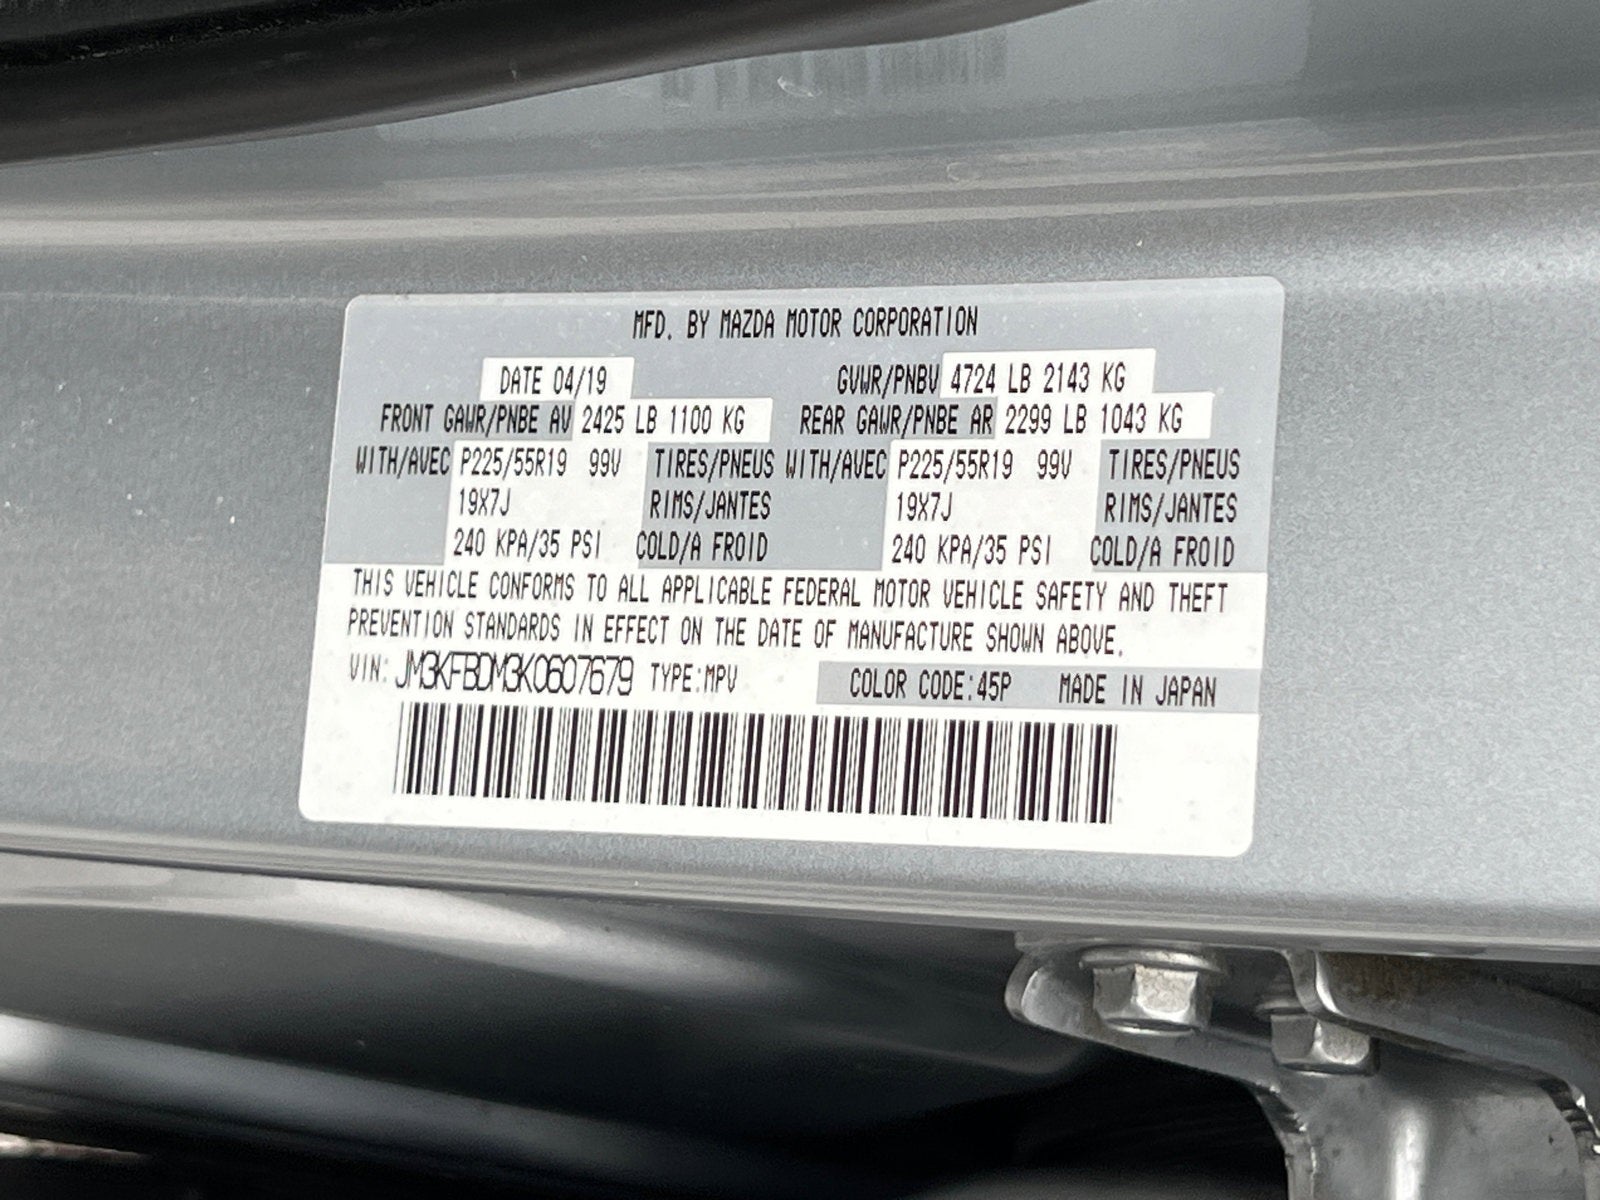 MFD. BY MAZDA MOTOR CORPORATION
DATE 04/19 GVWR/PNBV 4724 LB 2143 KG
FRONT GAWR/PNBE AV 2425 LB 1100 KG REAR GAWR/PNBE AR 2299 LB 1043 KG
WITH/AVEC P225/55R19 99V TIRES/PNEUS WITH/AVEC P225/55R19 99V TIRES/PNEUS
19X7J RIMS/JANTES 19X7J RIMS/JANTES
240 KPA/35 PSI COLD/A FROID 240 KPA/35 PSI COLD/A FROID
THIS VEHICLE CONFORMS TO ALL APPLICABLE FEDERAL MOTOR VEHICLE SAFETY AND THEFT
PREVENTION STANDARDS IN EFFECT ON THE DATE OF MANUFACTURE SHOWN ABOVE.
VIN: JM3KFBDM3K0607679 TYPE:MPV COLOR CODE:45P MADE IN JAPAN